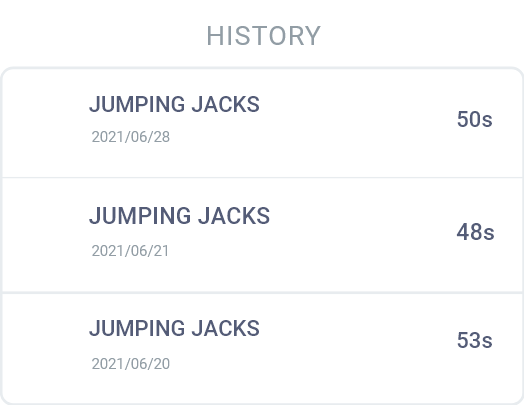 HISTORY
JUMPING JACKS
2021/06/28
50s
JUMPING JACKS
2021/06/21
48s
JUMPING JACKS
2021/06/20
53s